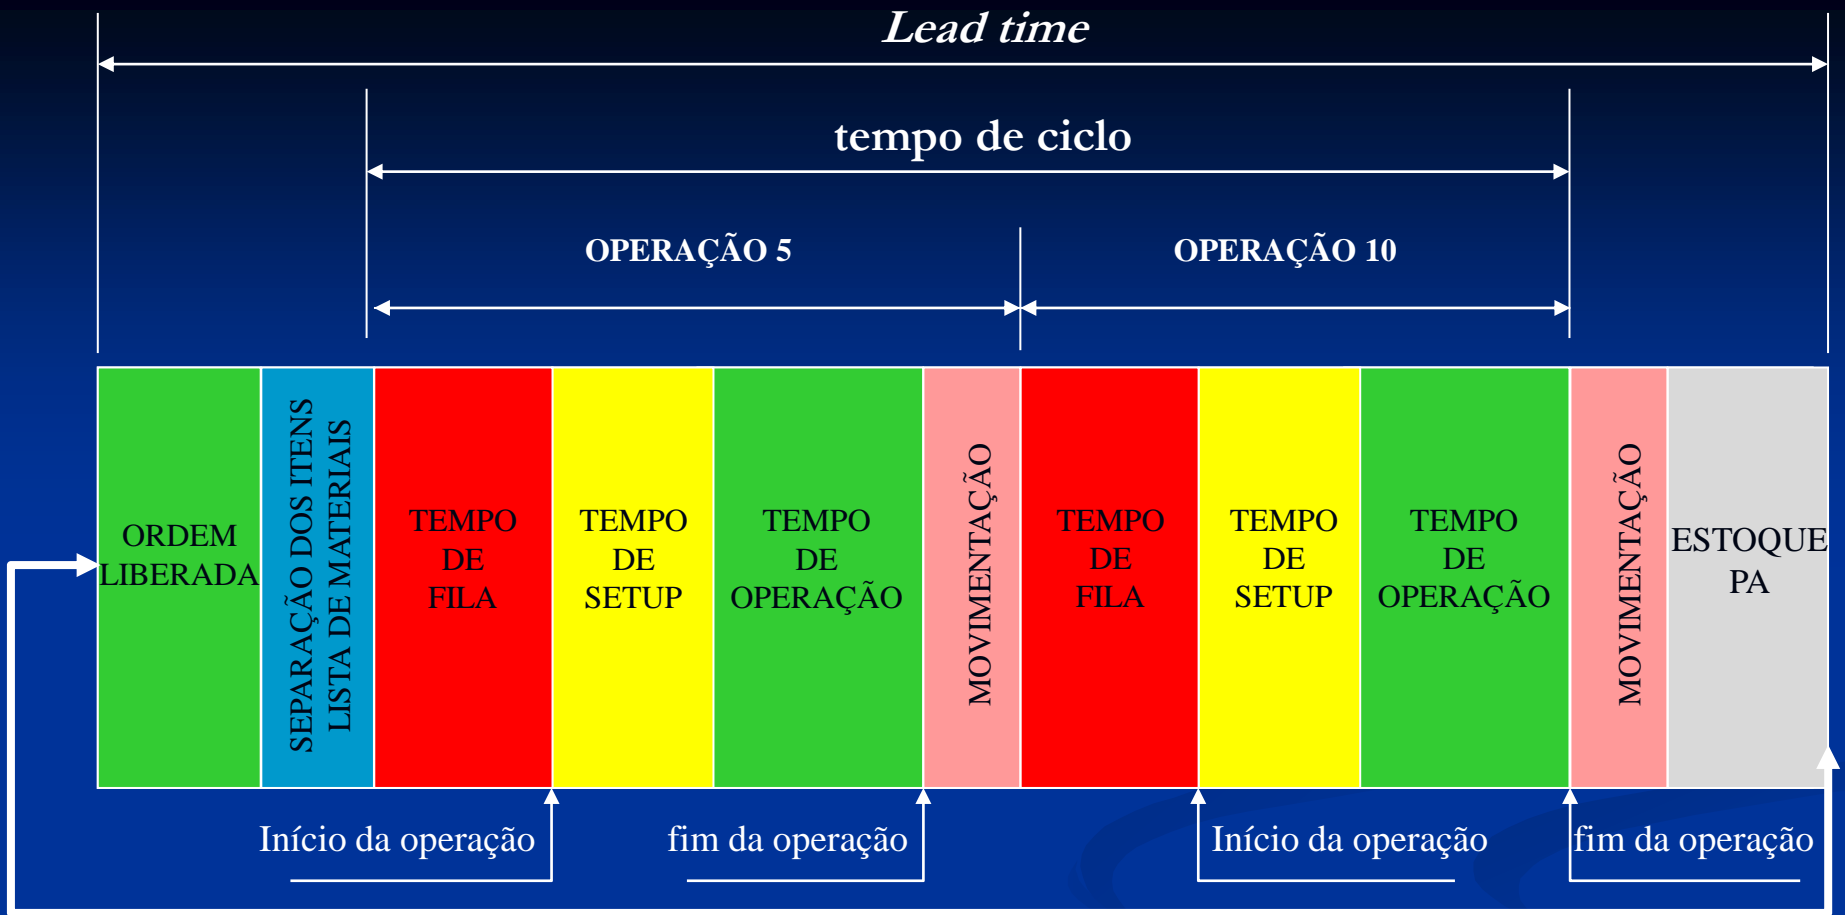 Lead time
tempo de ciclo
OPERAÇÃO 5
OPERAÇÃO 10
ORDEM
LIBERADA
SEPARAÇÃO DOS ITENS
LISTA DE MATERIAIS
TEMPO
DE
FILA
TEMPO
DE
SETUP
TEMPO
DE
OPERAÇÃO
MOVIMENTAÇÃO
TEMPO
DE
FILA
TEMPO
DE
SETUP
TEMPO
DE
OPERAÇÃO
MOVIMENTAÇÃO
ESTOQUE
PA
Início da operação
fim da operação
Início da operação
fim da operação